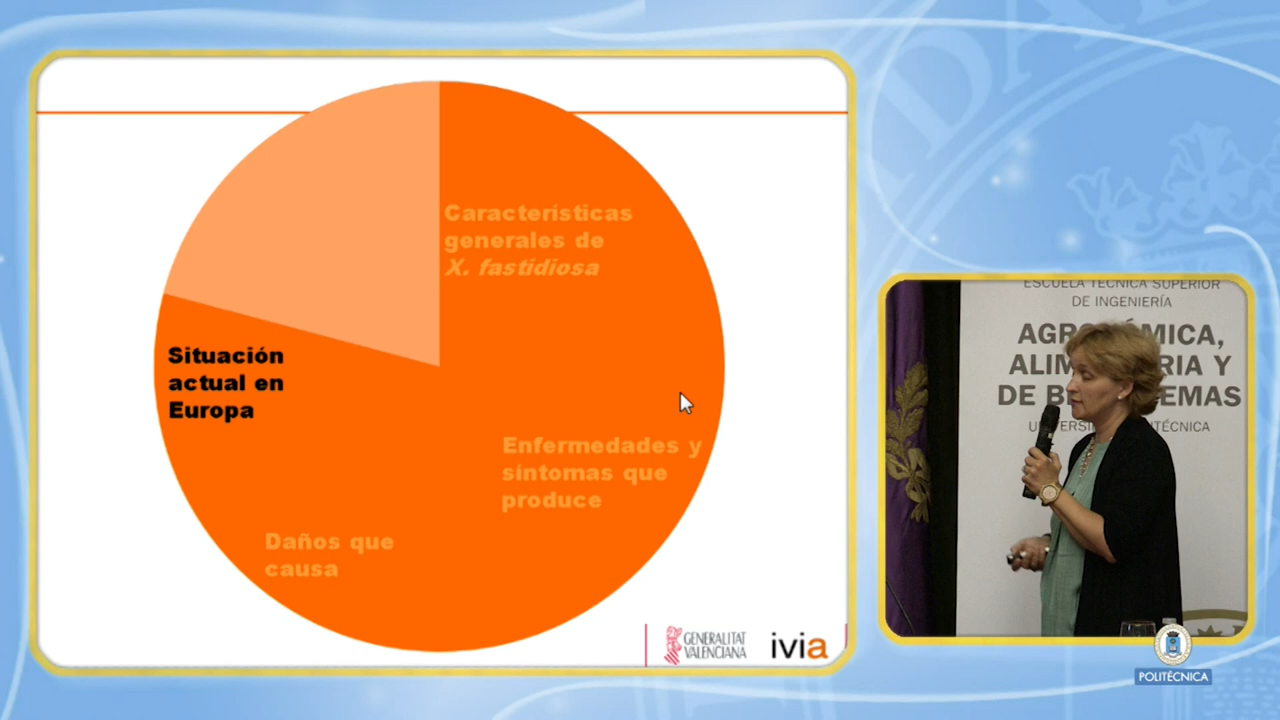 Características
generales de
X. fastidiosa
Situación
actual en
Europa
Enfermedades y
síntomas que
produce
Daños que
causa
GENERALITAT
VALENCIANA
ivia
ESCUELA TÉCNICA SUPERIOR
DE INGENIERÍA
DE
POLITÉCNICA